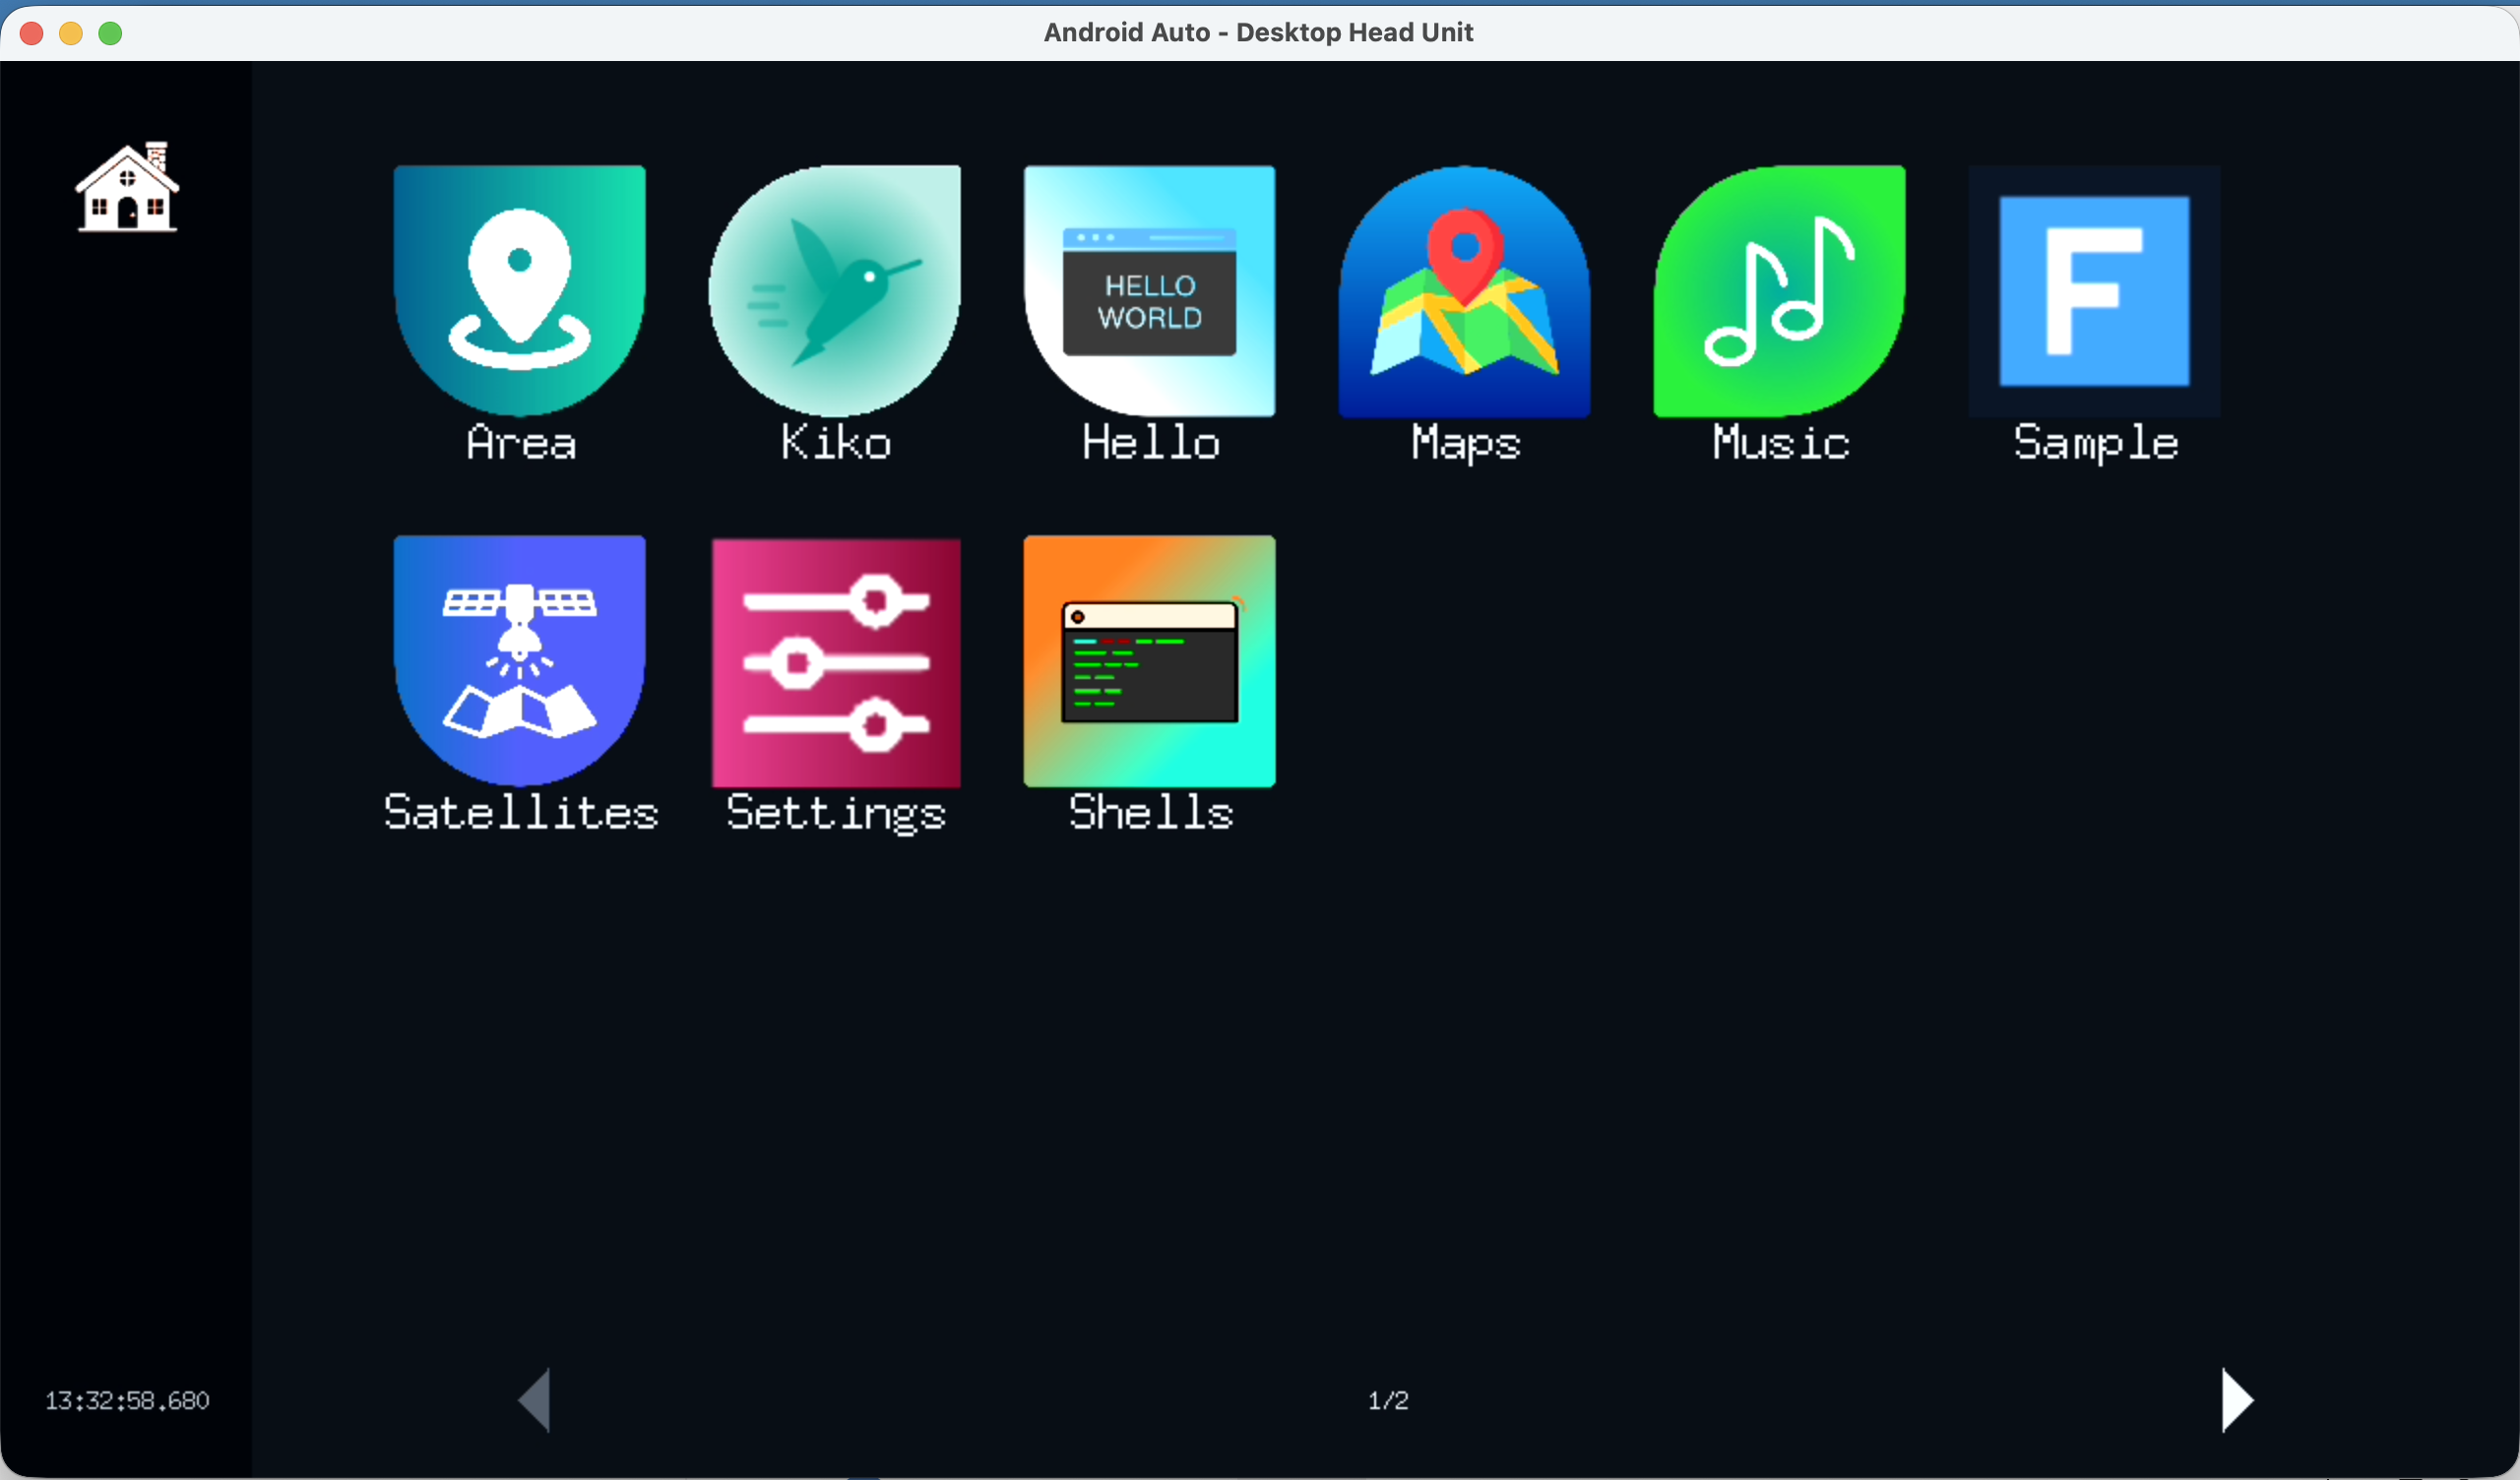 Android Auto - Desktop Head Unit
HELLO
WORLD
F
Area
Kiko
Hello
Maps
Music
Sample
Satellites
Settings
Shells
13:32:58.680
1/2